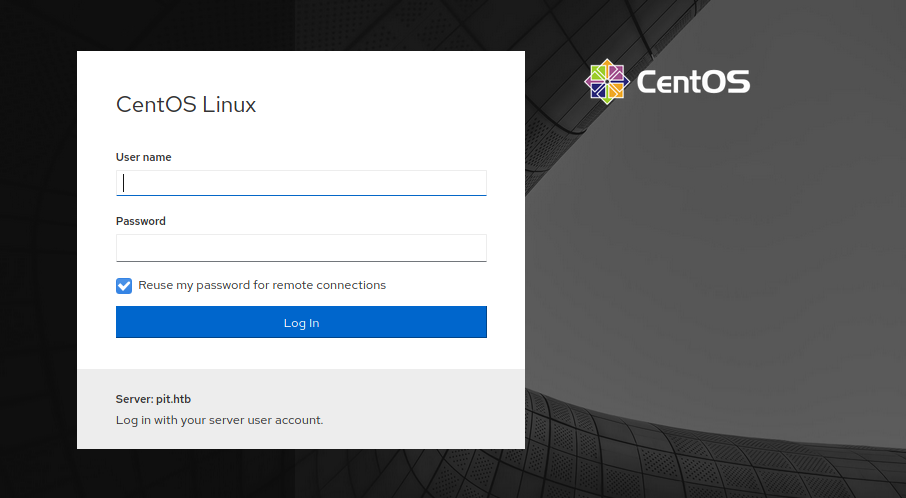 CentOS Linux
User name
Password
Reuse my password for remote connections
Log In
Server: pit.htb
Log in with your server user account.
CentOS